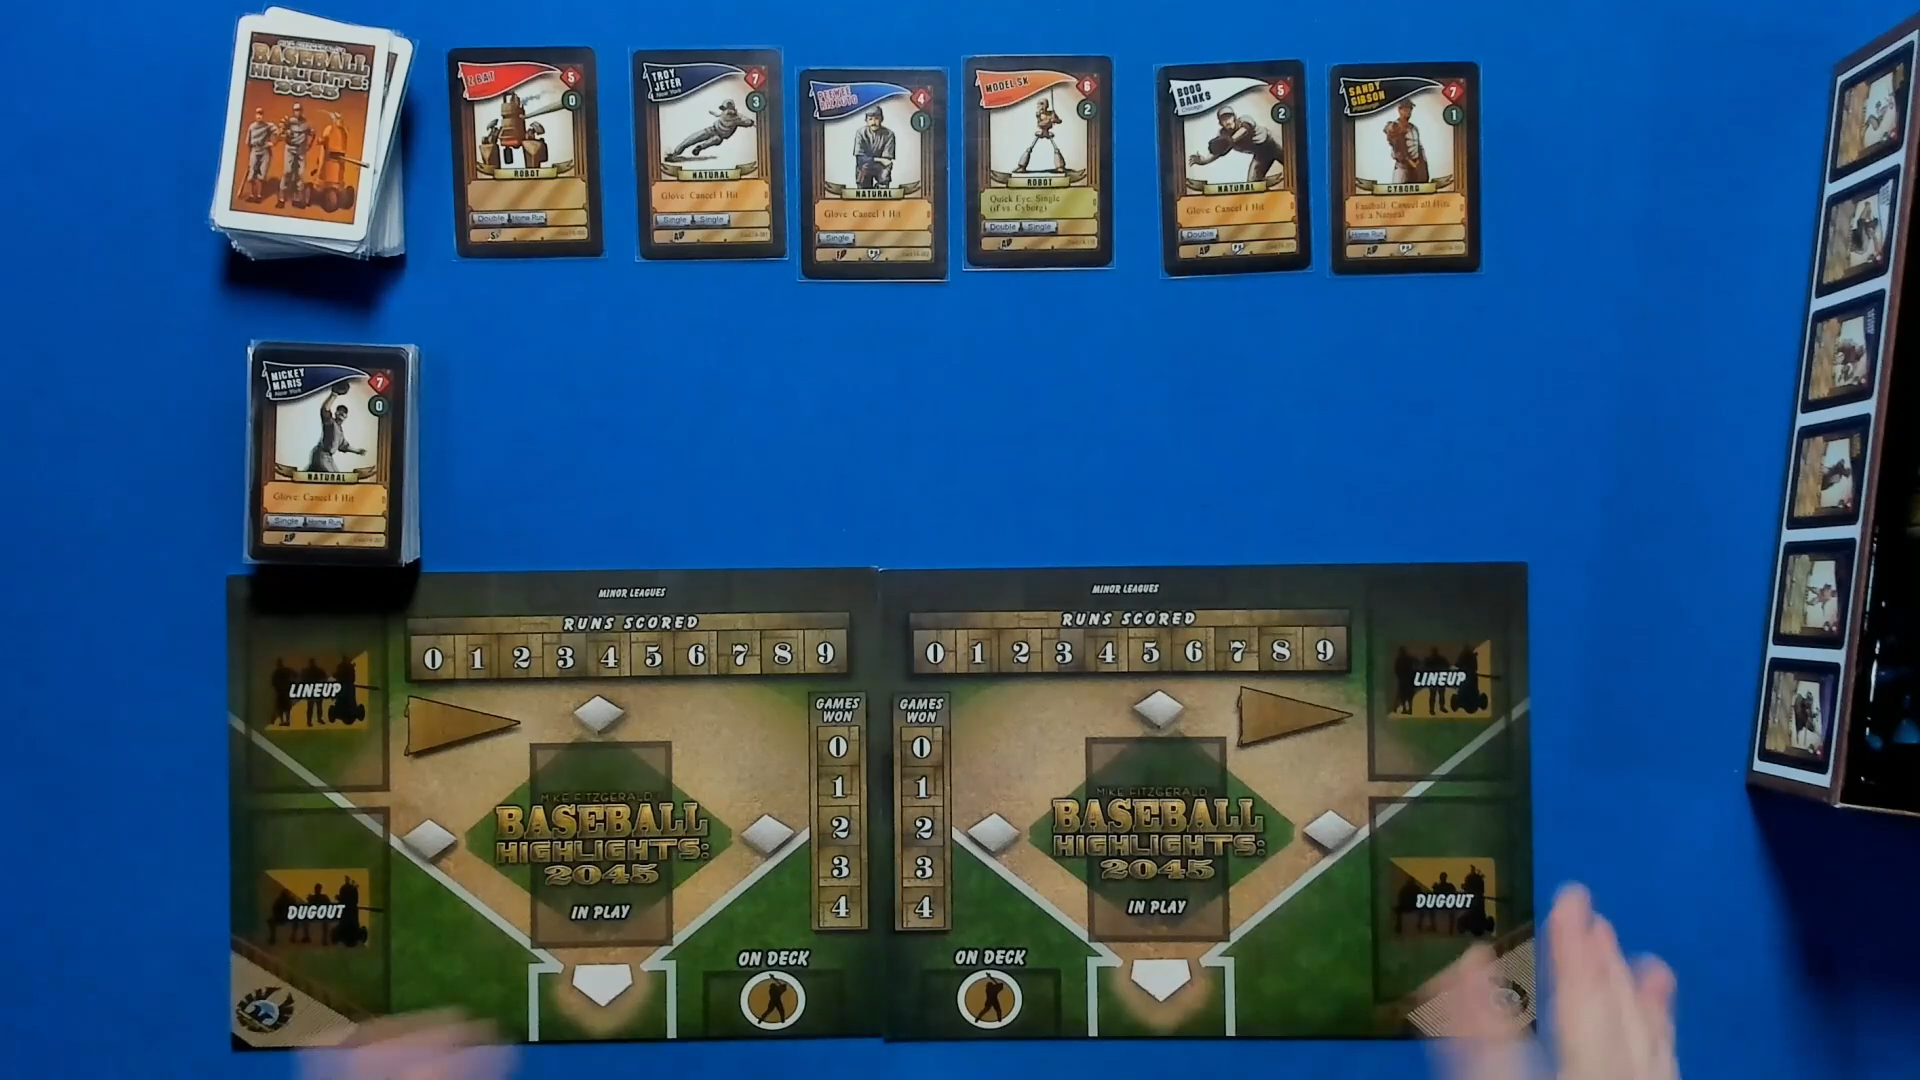 MIKE FITZGERALD'S
BASEBALL
HIGHLIGHTS:
2045
Z BAT
5
0
ROBOT
Double
Home Run
TROY
JETER
New York
7
3
NATURAL
Glove: Cancel 1 Hit
Single
Single
PEEWEE
RIZZUTO
4
1
NATURAL
Glove: Cancel 1 Hit
Single
MODEL SK
6
2
ROBOT
Quick Eye: Single
(if vs. Cyborg)
Double
Single
BOOG
BANKS
Chicago
5
2
NATURAL
Glove: Cancel 1 Hit
Double
SANDY
GIBSON
7
1
CYBORG
Fastball: Cancel all Hits
vs. a Natural
Home Run
MICKEY
MARIS
New York
7
0
NATURAL
Glove: Cancel 1 Hit
Single
Home Run
MINOR LEAGUES
RUNS SCORED
0 1 2 3 4 5 6 7 8 9
LINEUP
GAMES
WON
0
1
2
3
4
MIKE FITZGERALD
BASEBALL
HIGHLIGHTS:
2045
IN PLAY
DUGOUT
ON DECK
MINOR LEAGUES
RUNS SCORED
0 1 2 3 4 5 6 7 8 9
GAMES
WON
0
1
2
3
4
LINEUP
MIKE FITZGERALD
BASEBALL
HIGHLIGHTS:
2045
IN PLAY
DUGOUT
ON DECK